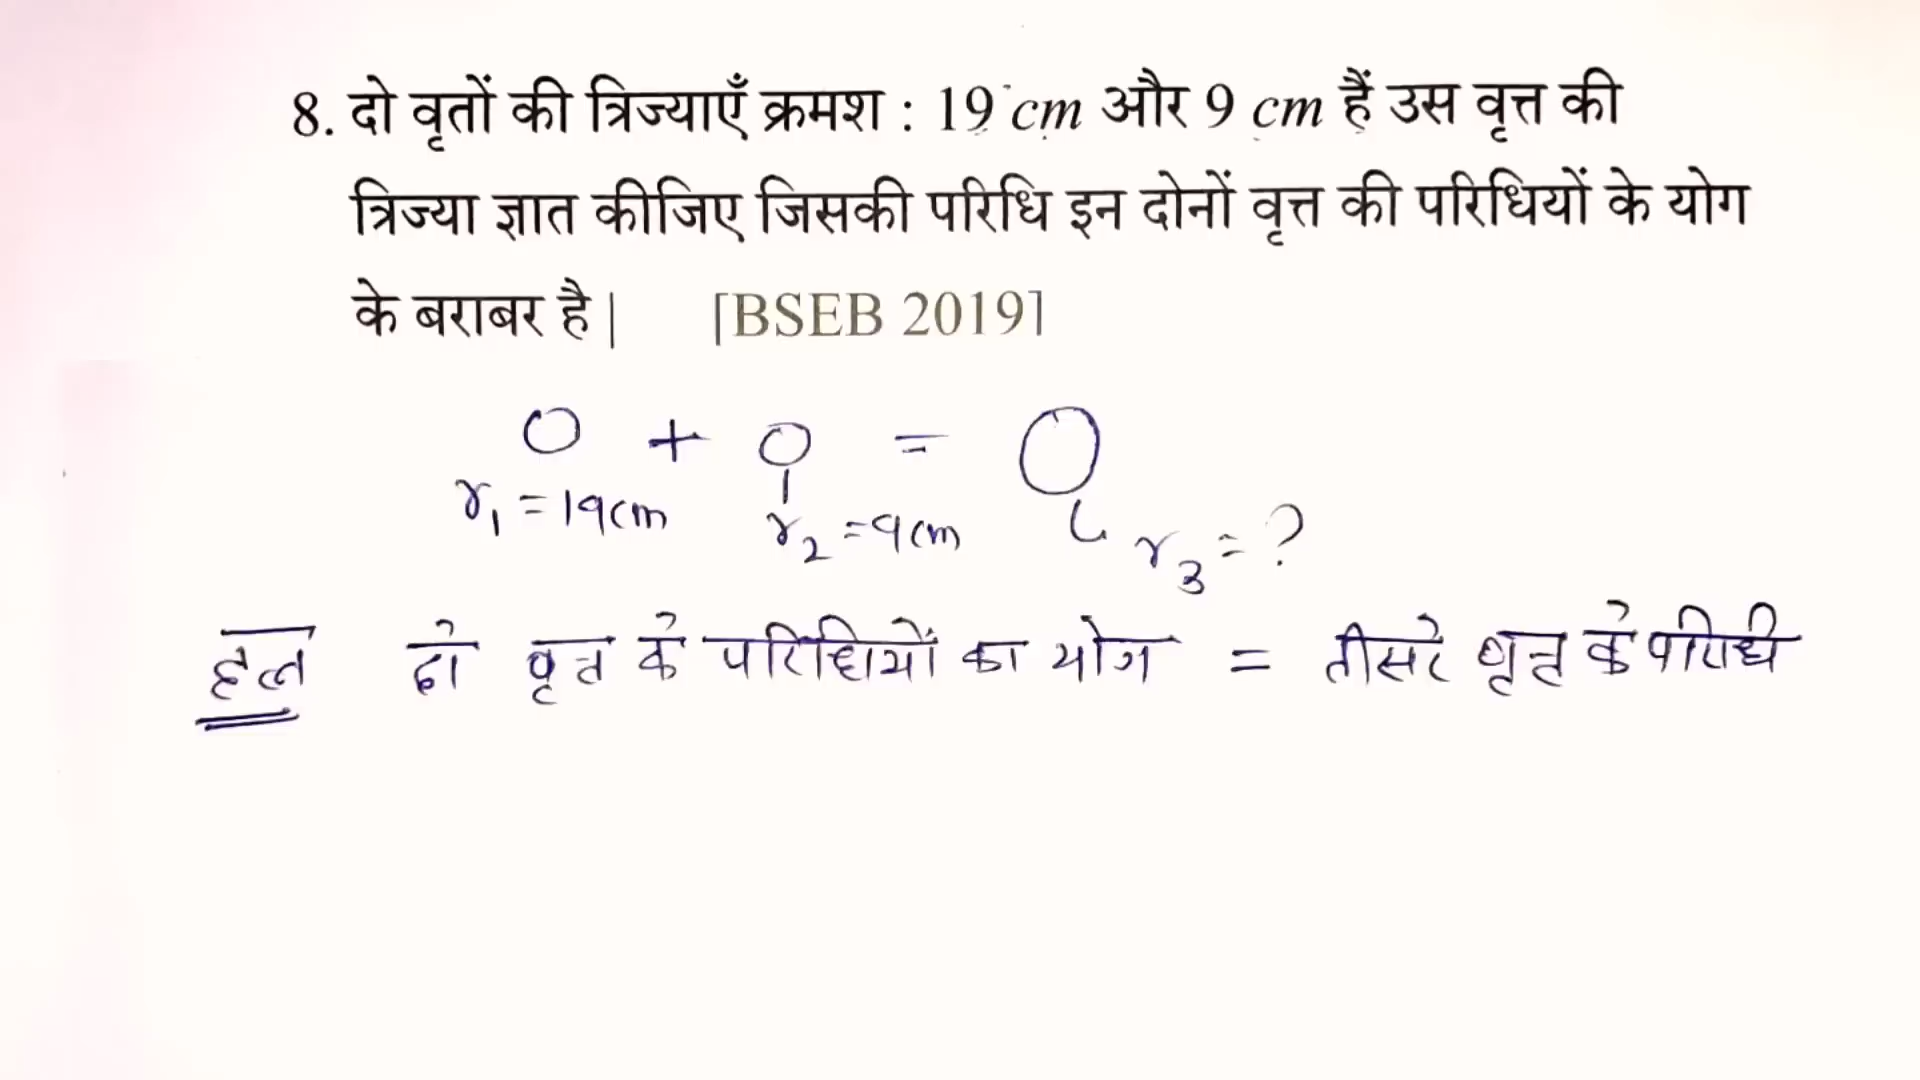 8. दो वृतों की त्रिज्याएँ क्रमश : 19 cm और 9 cm हैं उस वृत्त की
त्रिज्या ज्ञात कीजिए जिसकी परिधि इन दोनों वृत्त की परिधियों के योग
के बराबर है | [BSEB 2019]
+ =
r₁ = 19cm r₂ = 9cm r₃ = ?
हल दो वृत के परिधियों का योग = तीसरे वृत्त के परिधि